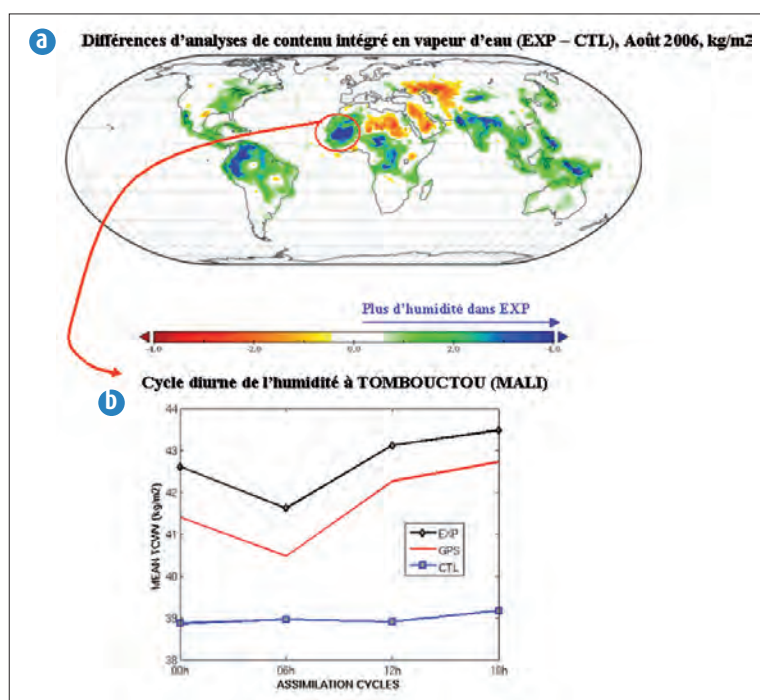 a
Différences d'analyses de contenu intégré en vapeur d'eau (EXP – CTL), Août 2006, kg/m2
Plus d'humidité dans EXP
-4.0 -2.0 0.0 2.0 4.0
Cycle diurne de l'humidité à TOMBOUCTOU (MALI)
b
44
43
42
41
40
39
38
MEAN TCWV (kg/m2)
EXP
GPS
CTL
00h 06h 12h 18h
ASSIMILATION CYCLES